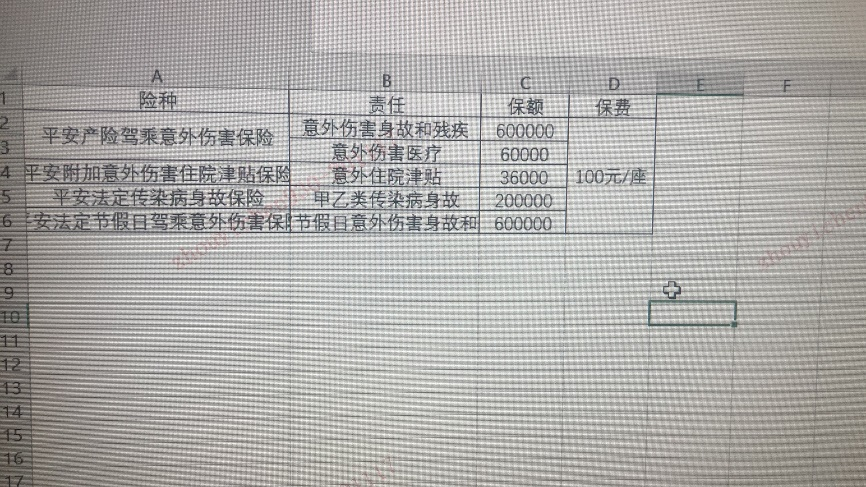 A B C D E F
1 险种 责任 保额 保费
2 平安产险驾乘意外伤害保险 意外伤害身故和残疾 600000
3 意外伤害医疗 60000
4 平安附加意外伤害住院津贴保险 意外住院津贴 36000 100元/座
5 平安法定传染病身故保险 甲乙类传染病身故 200000
6 安法定节假日驾乘意外伤害保 节假日意外伤害身故和 600000
7
8
9
10
11
12
13
14
15
16
17